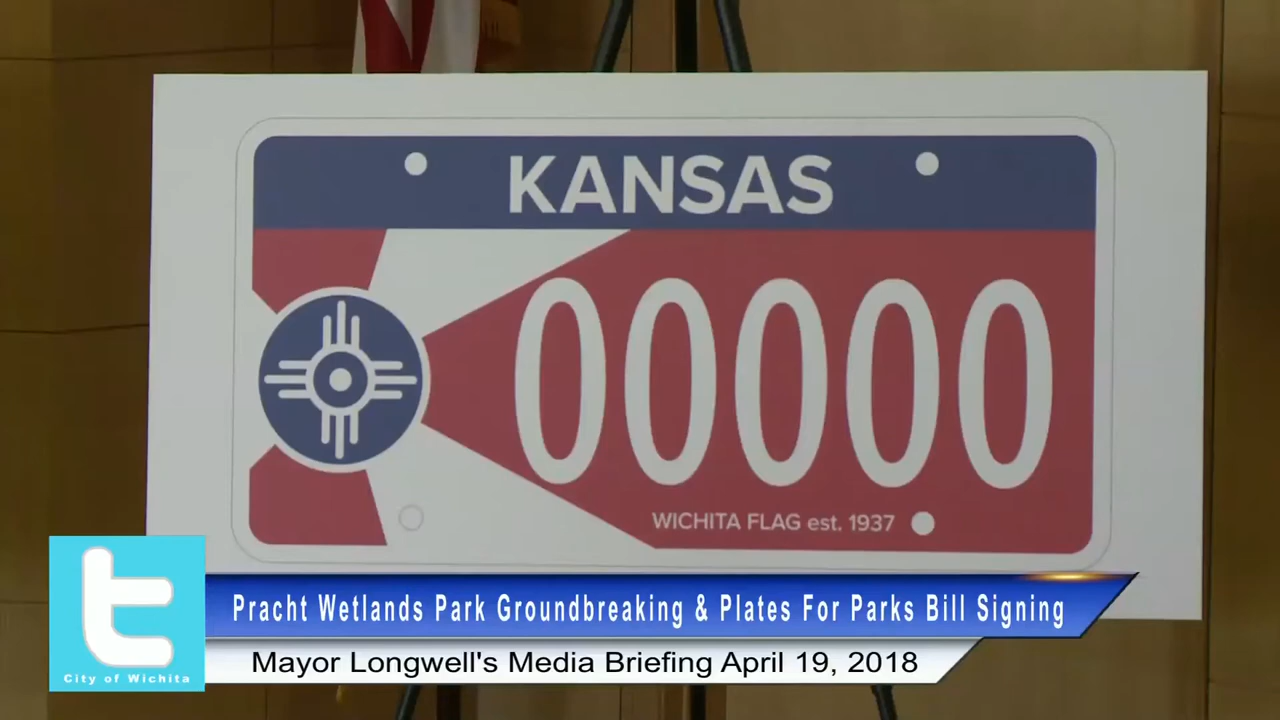 KANSAS
00000
WICHITA FLAG est. 1937
t
City of Wichita
Pracht Wetlands Park Groundbreaking & Plates For Parks Bill Signing
Mayor Longwell's Media Briefing April 19, 2018